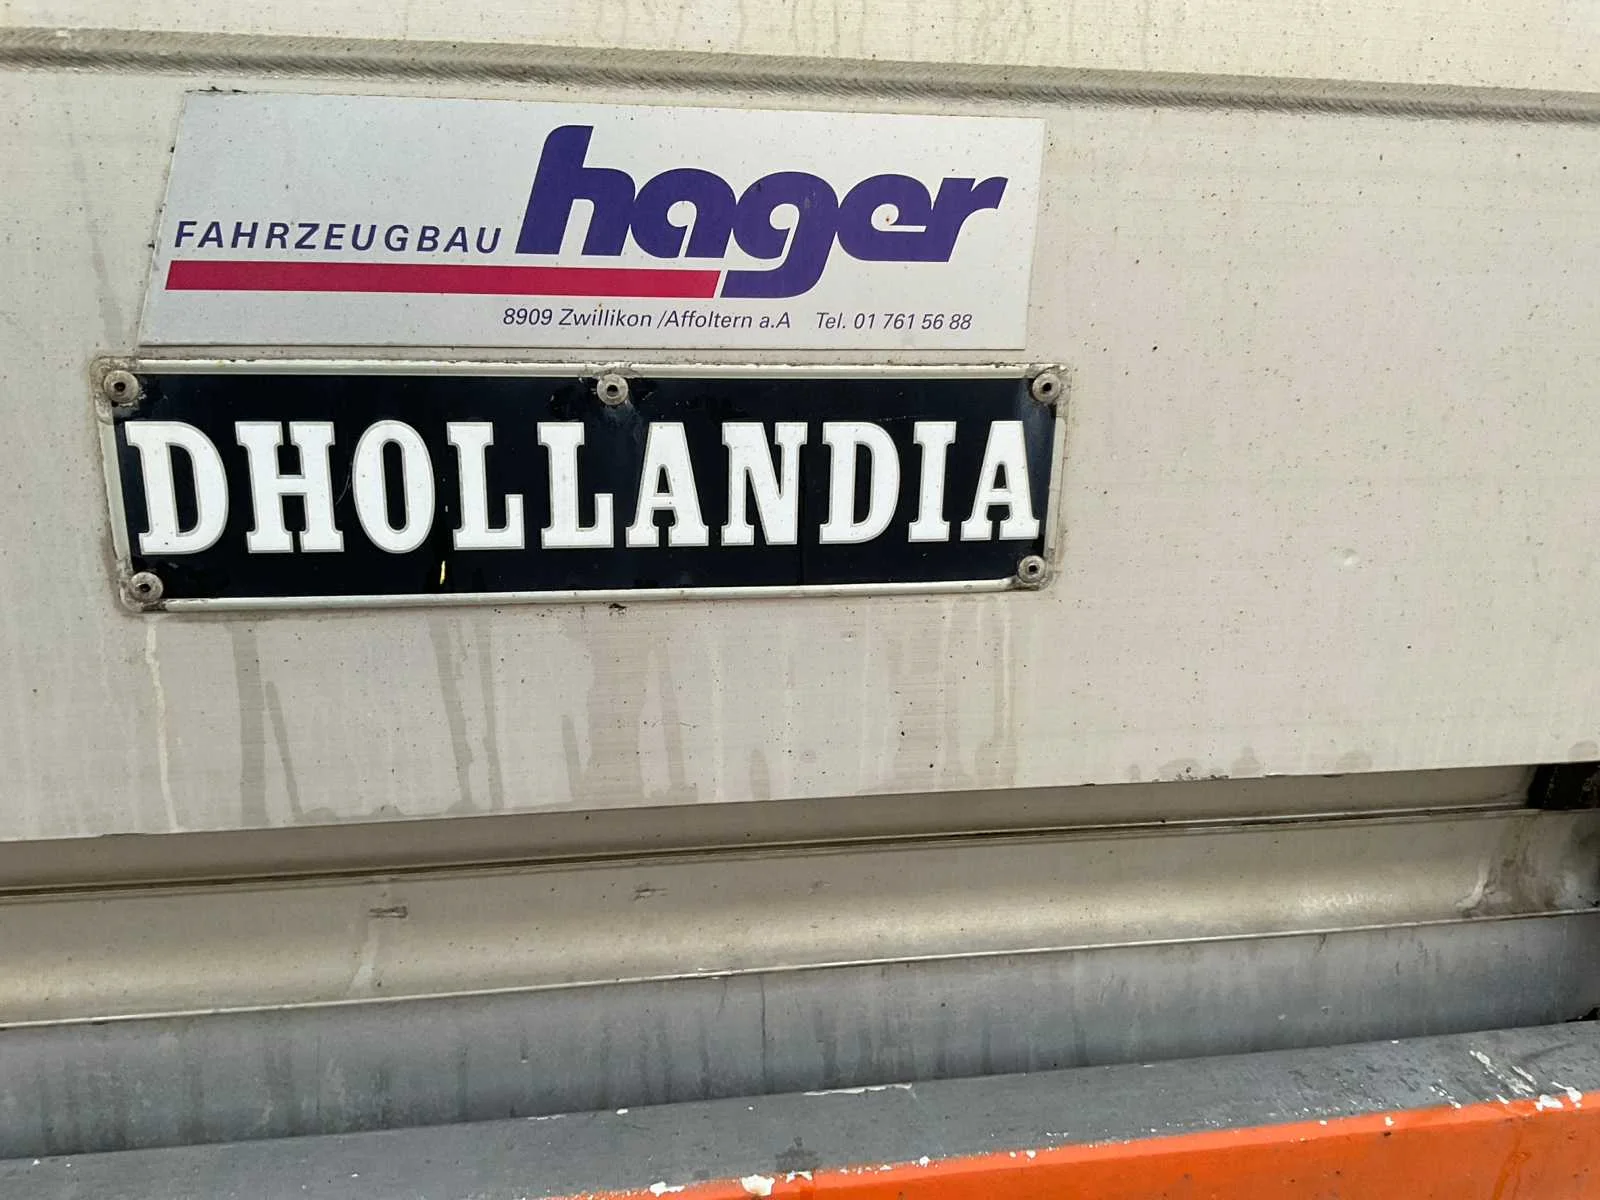 FAHRZEUGBAU hager
8909 Zwillikon /Affoltern a.A Tel. 01 761 56 88
DHOLLANDIA